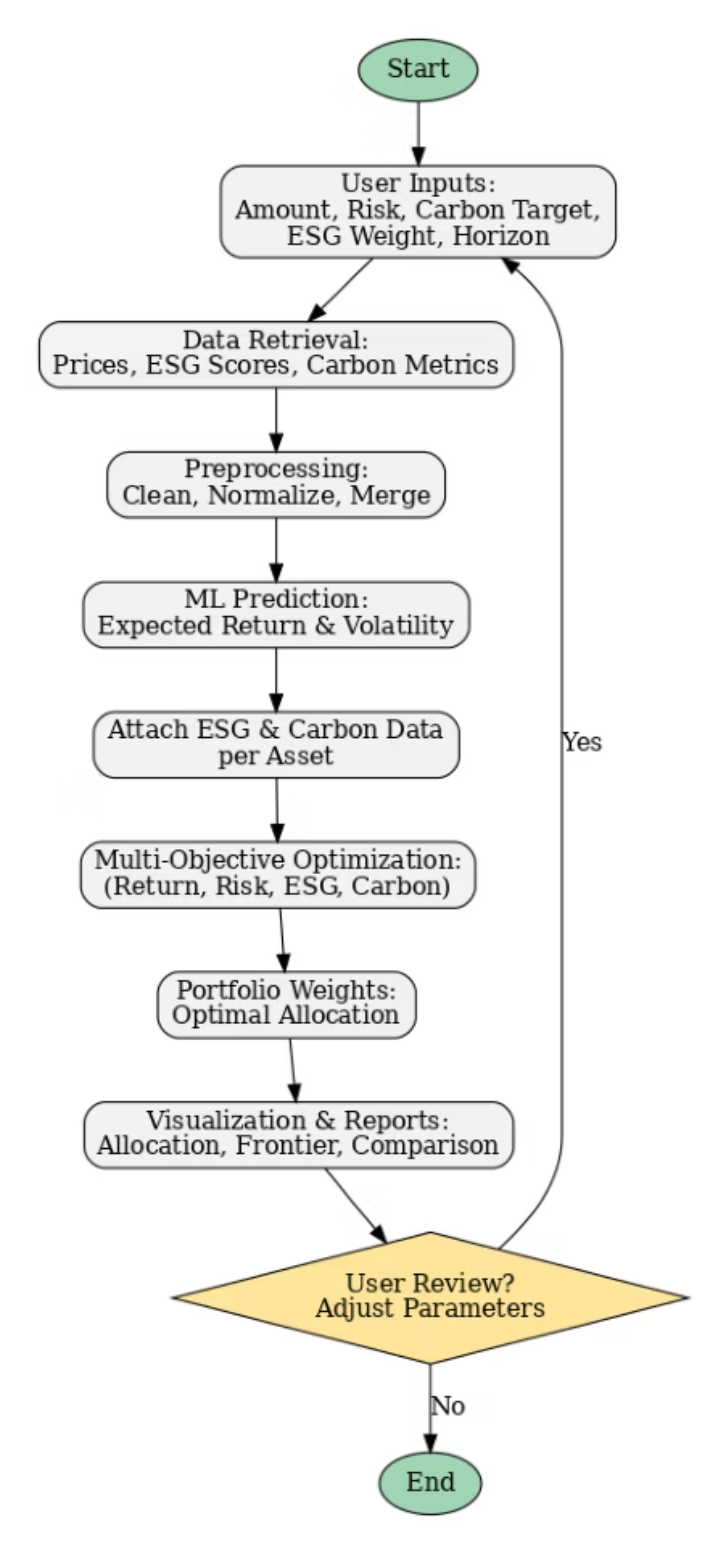 Start
User Inputs:
Amount, Risk, Carbon Target,
ESG Weight, Horizon
Data Retrieval:
Prices, ESG Scores, Carbon Metrics
Preprocessing:
Clean, Normalize, Merge
ML Prediction:
Expected Return & Volatility
Attach ESG & Carbon Data
per Asset
Yes
Multi-Objective Optimization:
(Return, Risk, ESG, Carbon)
Portfolio Weights:
Optimal Allocation
Visualization & Reports:
Allocation, Frontier, Comparison
User Review?
Adjust Parameters
No
End